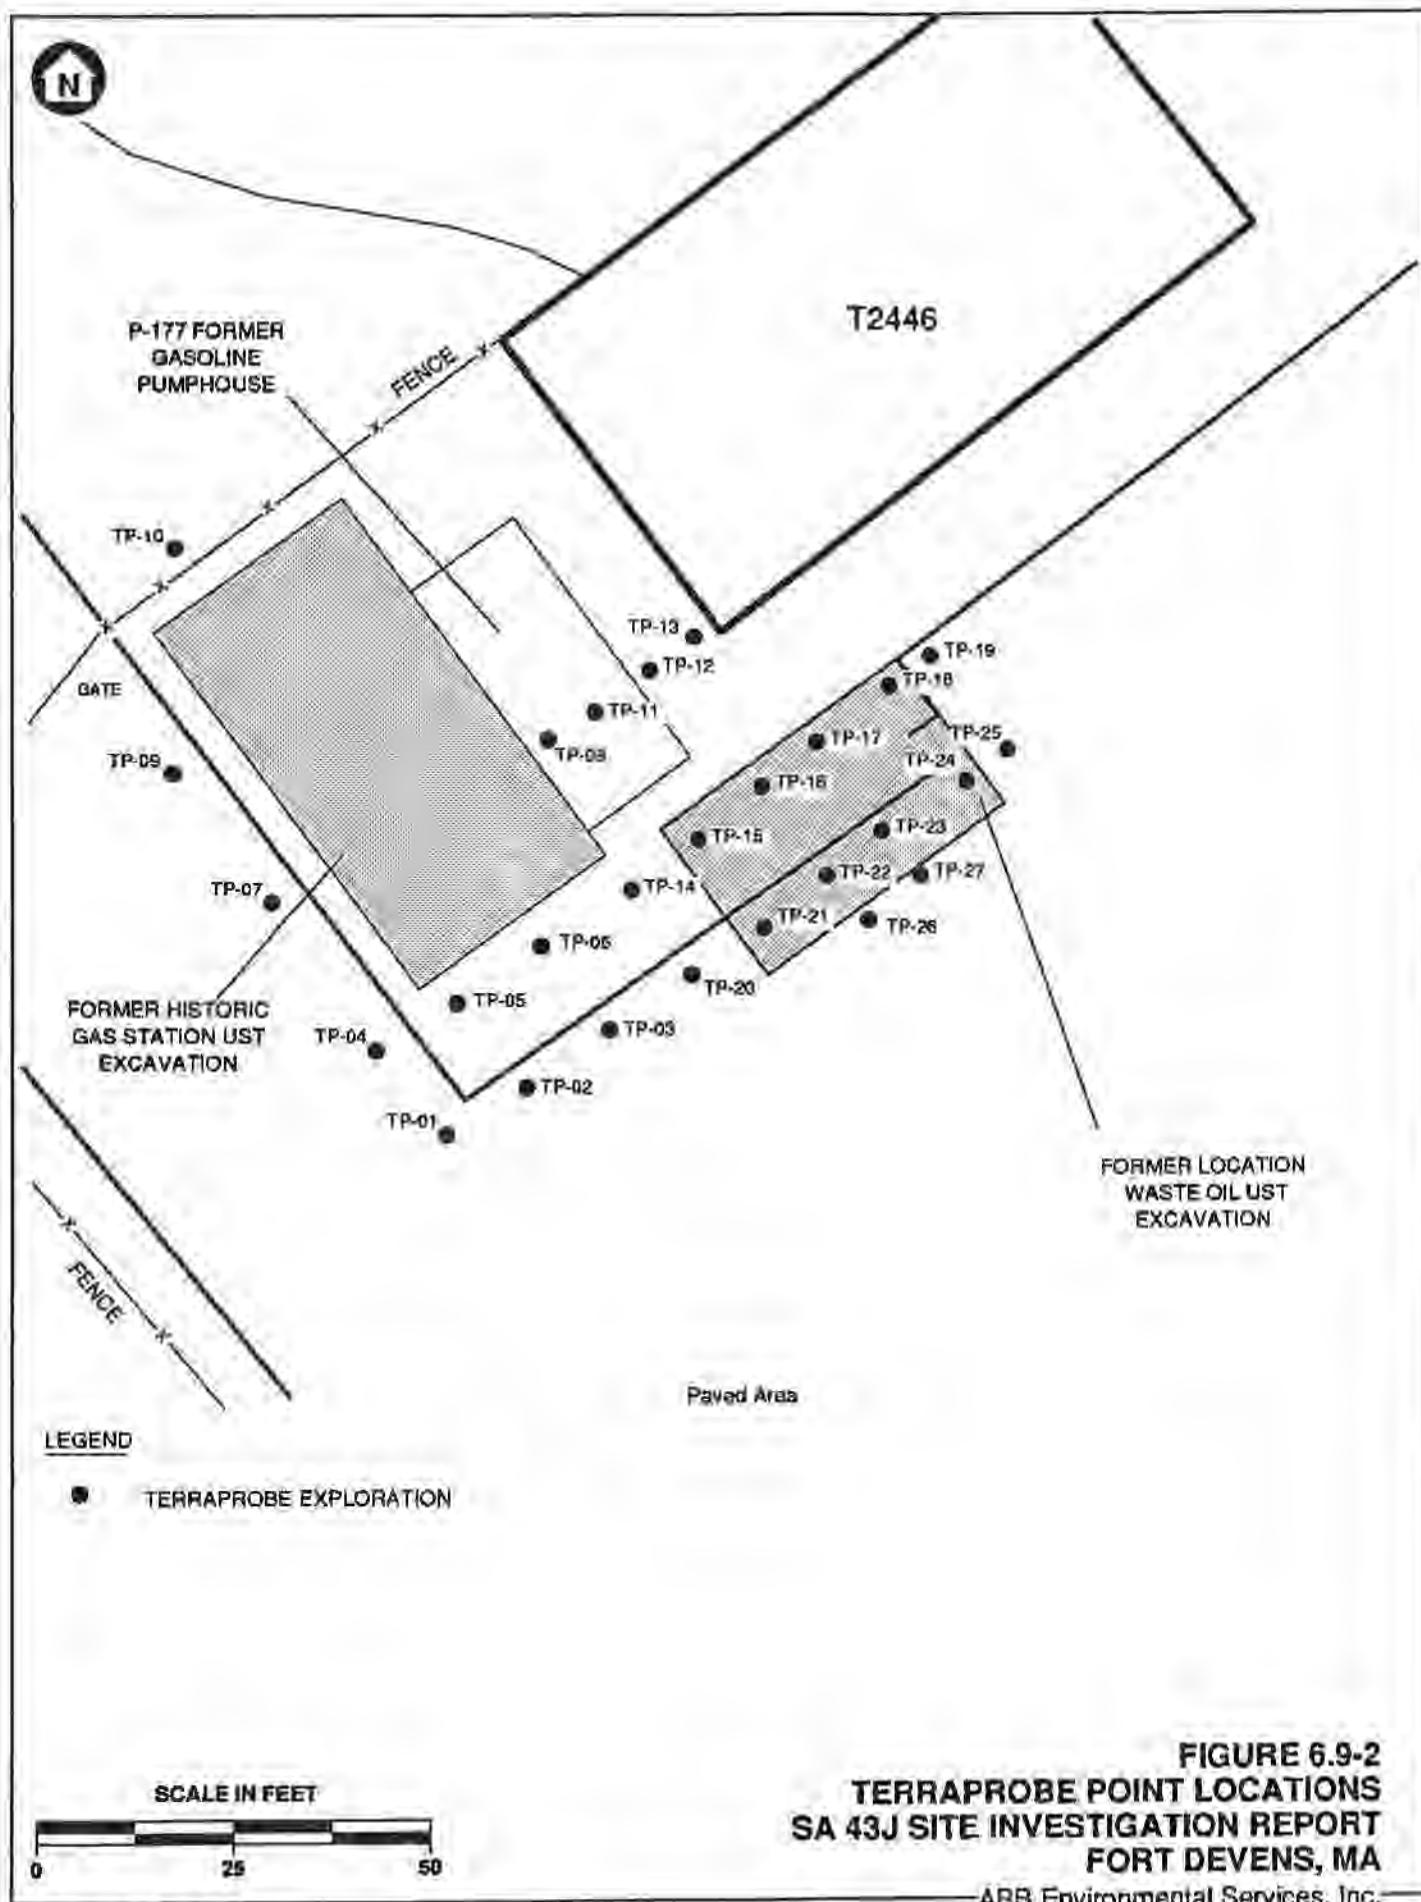 N
P-177 FORMER
GASOLINE
PUMPHOUSE
FENCE
T2446
TP-10
GATE
TP-13
TP-12
TP-11
TP-08
TP-09
TP-19
TP-18
TP-17
TP-25
TP-24
TP-16
TP-15
TP-23
TP-22
TP-27
TP-14
TP-07
TP-21
TP-26
TP-06
TP-20
TP-05
TP-03
FORMER HISTORIC
GAS STATION UST
EXCAVATION
TP-04
TP-02
TP-01
FORMER LOCATION
WASTE OIL UST
EXCAVATION
FENCE
Paved Area
LEGEND
TERRAPROBE EXPLORATION
SCALE IN FEET
0 25 50
FIGURE 6.9-2
TERRAPROBE POINT LOCATIONS
SA 43J SITE INVESTIGATION REPORT
FORT DEVENS, MA
ABB Environmental Services, Inc.